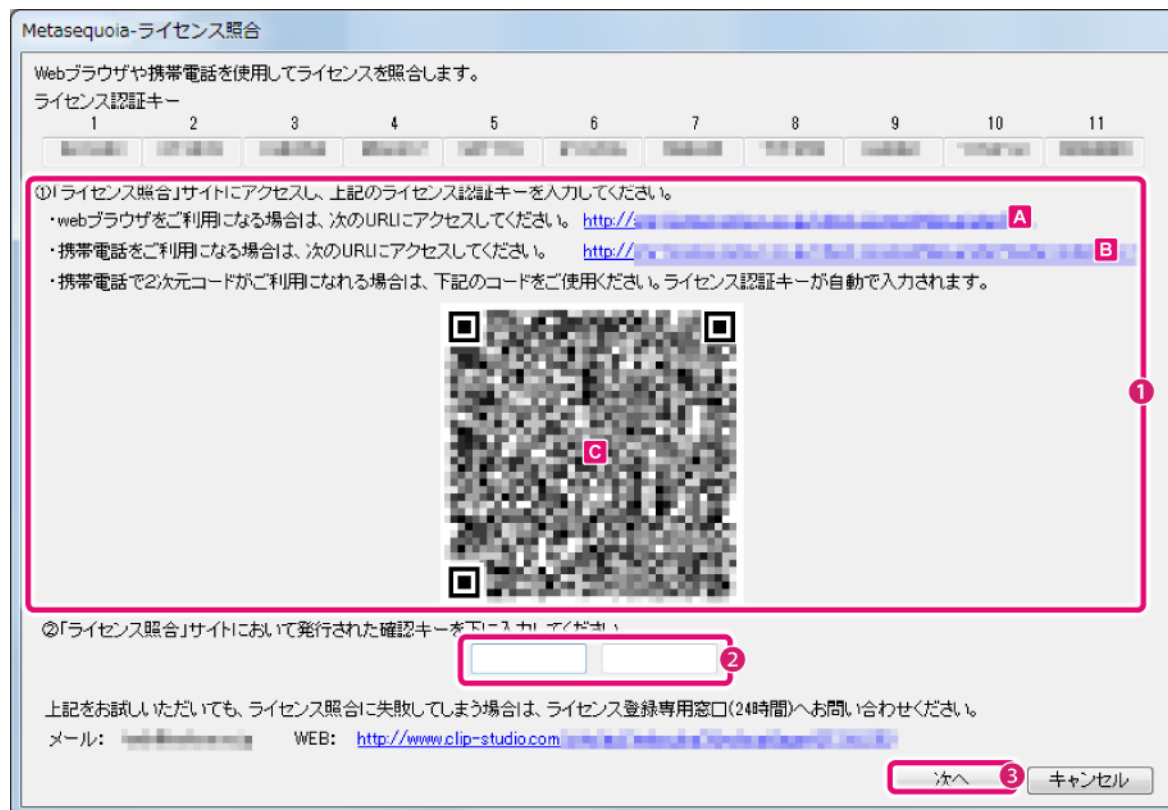 Metasequoia-ライセンス照合
Webブラウザや携帯電話を使用してライセンスを照合します。
ライセンス認証キー
1 2 3 4 5 6 7 8 9 10 11
①「ライセンス照合」サイトにアクセスし、上記のライセンス認証キーを入力してください。
・webブラウザをご利用になる場合は、次のURLにアクセスしてください。 http:// A
・携帯電話をご利用になる場合は、次のURLにアクセスしてください。 http:// B
・携帯電話で2次元コードがご利用になれる場合は、下記のコードをご使用ください。ライセンス認証キーが自動で入力されます。
C
1
②「ライセンス照合」サイトにおいて発行された確認キーを下に入力してください
2
上記をお試しいただいても、ライセンス照合に失敗してしまう場合は、ライセンス登録専用窓口(24時間)へお問い合わせください。
メール: WEB: http://www.clip-studio.com
次へ 3 キャンセル